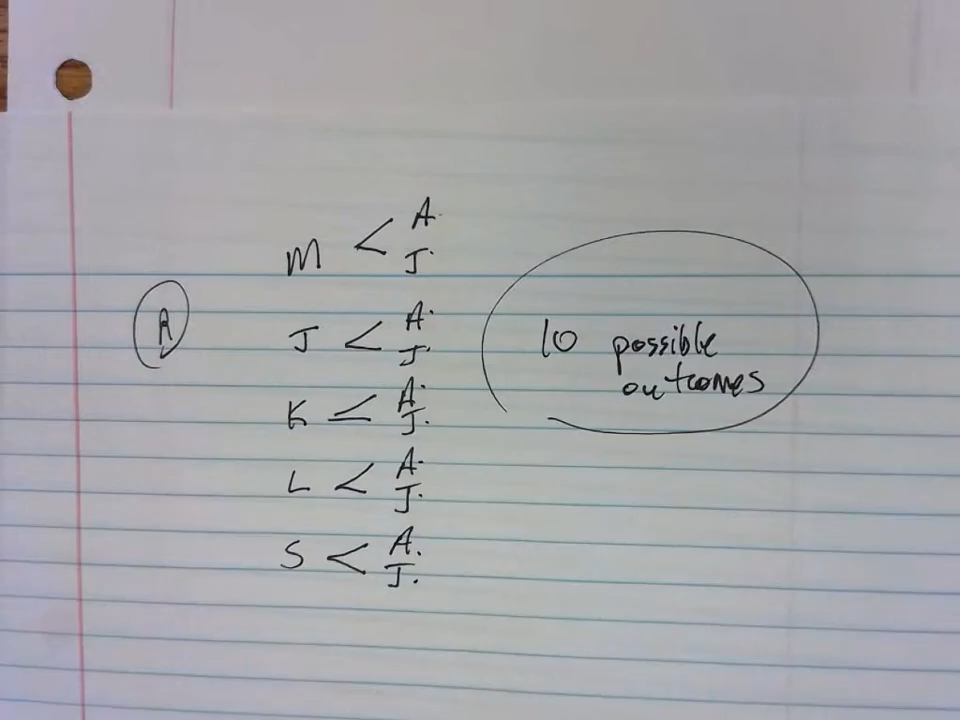 A
M < A.
J.
J < A.
J.
K < A.
J.
L < A.
J.
S < A.
J.
10 possible
outcomes